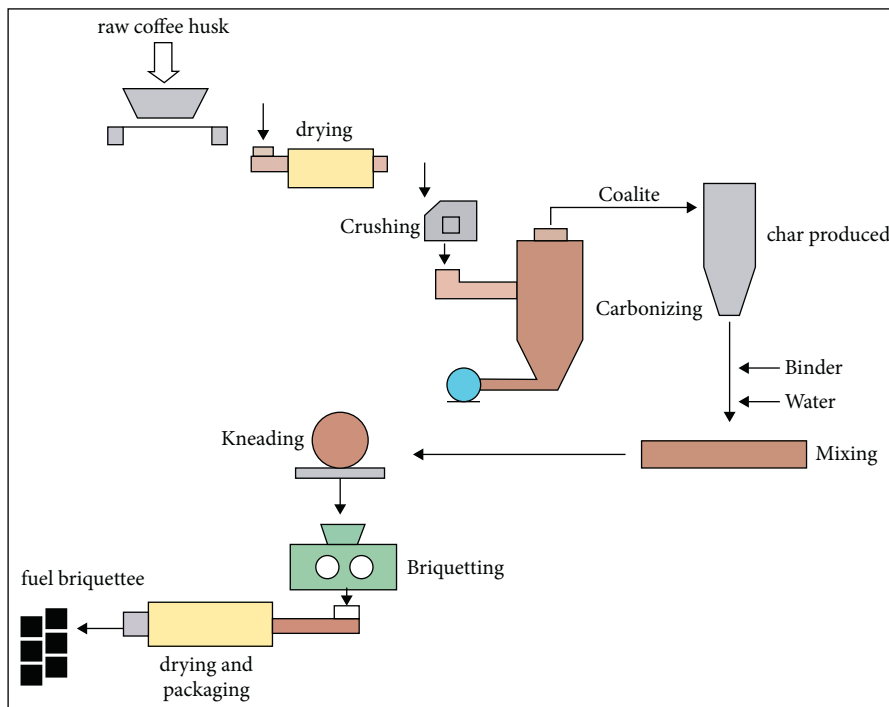 raw coffee husk
drying
Crushing
Coalite
char produced
Carbonizing
Binder
Water
Mixing
Kneading
Briquetting
fuel briquettee
drying and
packaging